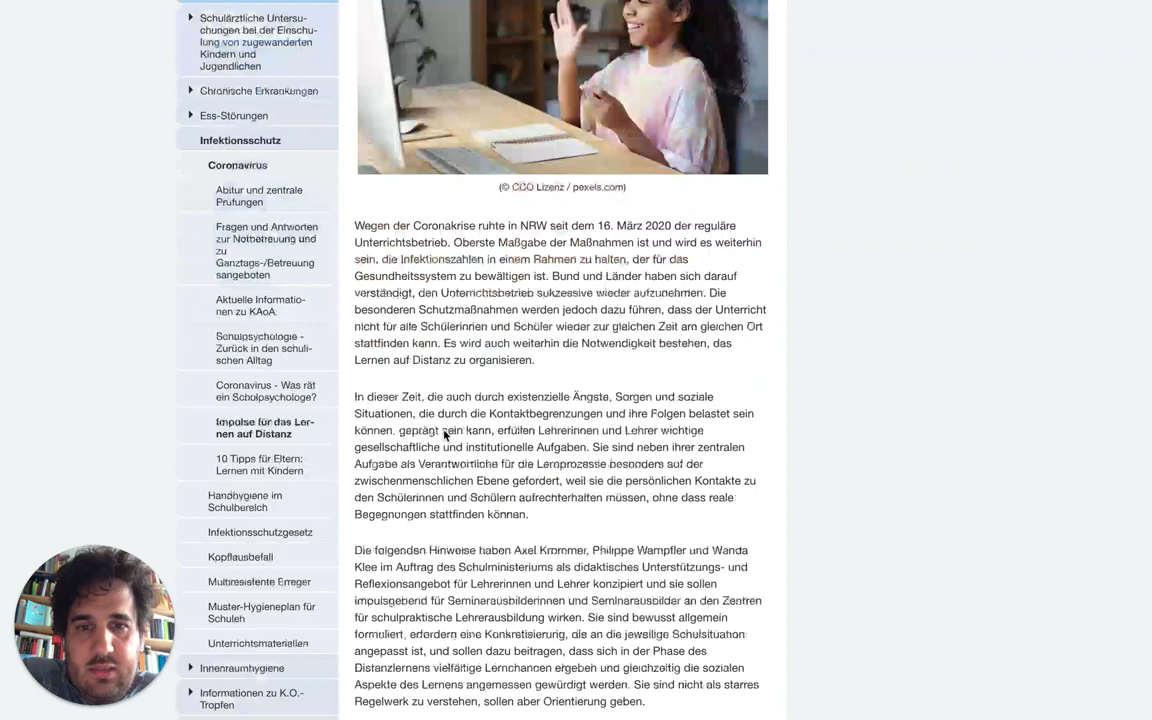 Schulärztliche Untersu-
chungen bei der Einschu-
lung von zugewanderten
Kindern und
Jugendlichen
Chronische Erkrankungen
Ess-Störungen
Infektionsschutz
Coronavirus
Abitur und zentrale
Prüfungen
Fragen und Antworten
zur Notbetreuung und
zu
Ganztags-/Betreuung
sangeboten
Aktuelle Informatio-
nen zu KAoA
Schulpsychologie -
Zurück in den schuli-
schen Alltag
Coronavirus - Was rät
ein Schulpsychologe?
Impulse für das Ler-
nen auf Distanz
10 Tipps für Eltern:
Lernen mit Kindern
Handhygiene im
Schulbereich
Infektionsschutzgesetz
Kopflausbefall
Multiresistente Erreger
Muster-Hygieneplan für
Schulen
Unterrichtsmaterialien
Innenraumhygiene
Informationen zu K.O.-
Tropfen
(© CCO Lizenz / pexels.com)
Wegen der Coronakrise ruhte in NRW seit dem 16. März 2020 der reguläre
Unterrichtsbetrieb. Oberste Maßgabe der Maßnahmen ist und wird es weiterhin
sein, die Infektionszahlen in einem Rahmen zu halten, der für das
Gesundheitssystem zu bewältigen ist. Bund und Länder haben sich darauf
verständigt, den Unterrichtsbetrieb sukzessive wieder aufzunehmen. Die
besonderen Schutzmaßnahmen werden jedoch dazu führen, dass der Unterricht
nicht für alle Schülerinnen und Schüler wieder zur gleichen Zeit am gleichen Ort
stattfinden kann. Es wird auch weiterhin die Notwendigkeit bestehen, das
Lernen auf Distanz zu organisieren.
In dieser Zeit, die auch durch existenzielle Ängste, Sorgen und soziale
Situationen, die durch die Kontaktbegrenzungen und ihre Folgen belastet sein
können, geprägt sein kann, erfüllen Lehrerinnen und Lehrer wichtige
gesellschaftliche und institutionelle Aufgaben. Sie sind neben ihrer zentralen
Aufgabe als Verantwortliche für die Lernprozesse besonders auf der
zwischenmenschlichen Ebene gefordert, weil sie die persönlichen Kontakte zu
den Schülerinnen und Schülern aufrechterhalten müssen, ohne dass reale
Begegnungen stattfinden können.
Die folgenden Hinweise haben Axel Krommer, Philippe Wampfler und Wanda
Klee im Auftrag des Schulministeriums als didaktisches Unterstützungs- und
Reflexionsangebot für Lehrerinnen und Lehrer konzipiert und sie sollen
impulsgebend für Seminarausbilderinnen und Seminarausbilder an den Zentren
für schulpraktische Lehrerausbildung wirken. Sie sind bewusst allgemein
formuliert, erfordern eine Konkretisierung, die an die jeweilige Schulsituation
angepasst ist, und sollen dazu beitragen, dass sich in der Phase des
Distanzlernens vielfältige Lernchancen ergeben und gleichzeitig die sozialen
Aspekte des Lernens angemessen gewürdigt werden. Sie sind nicht als starres
Regelwerk zu verstehen, sollen aber Orientierung geben.